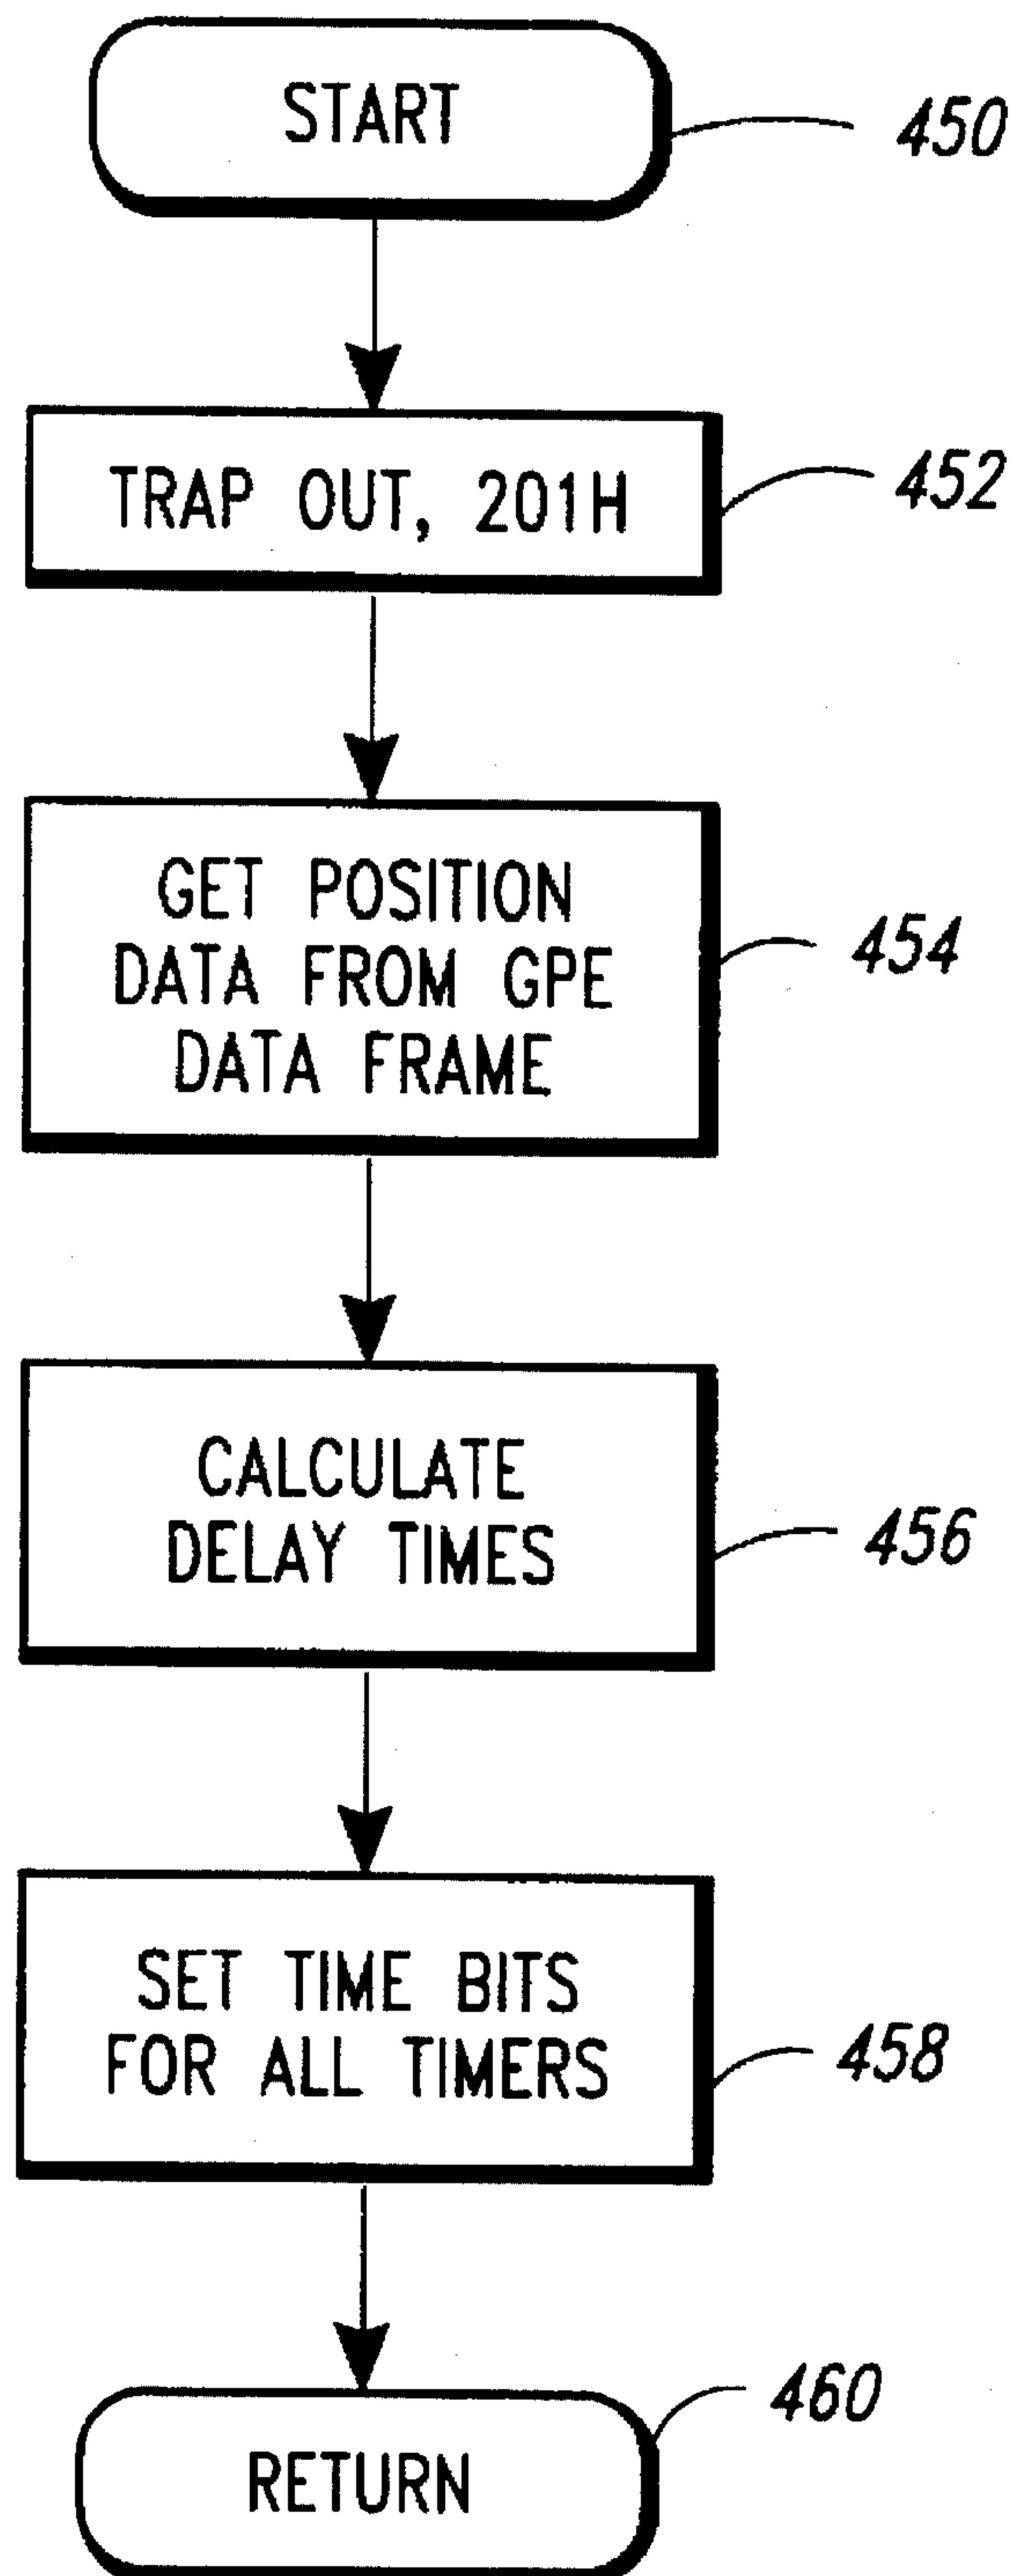 START
450
TRAP OUT, 201H
452
GET POSITION
DATA FROM GPE
DATA FRAME
454
CALCULATE
DELAY TIMES
456
SET TIME BITS
FOR ALL TIMERS
458
RETURN
460